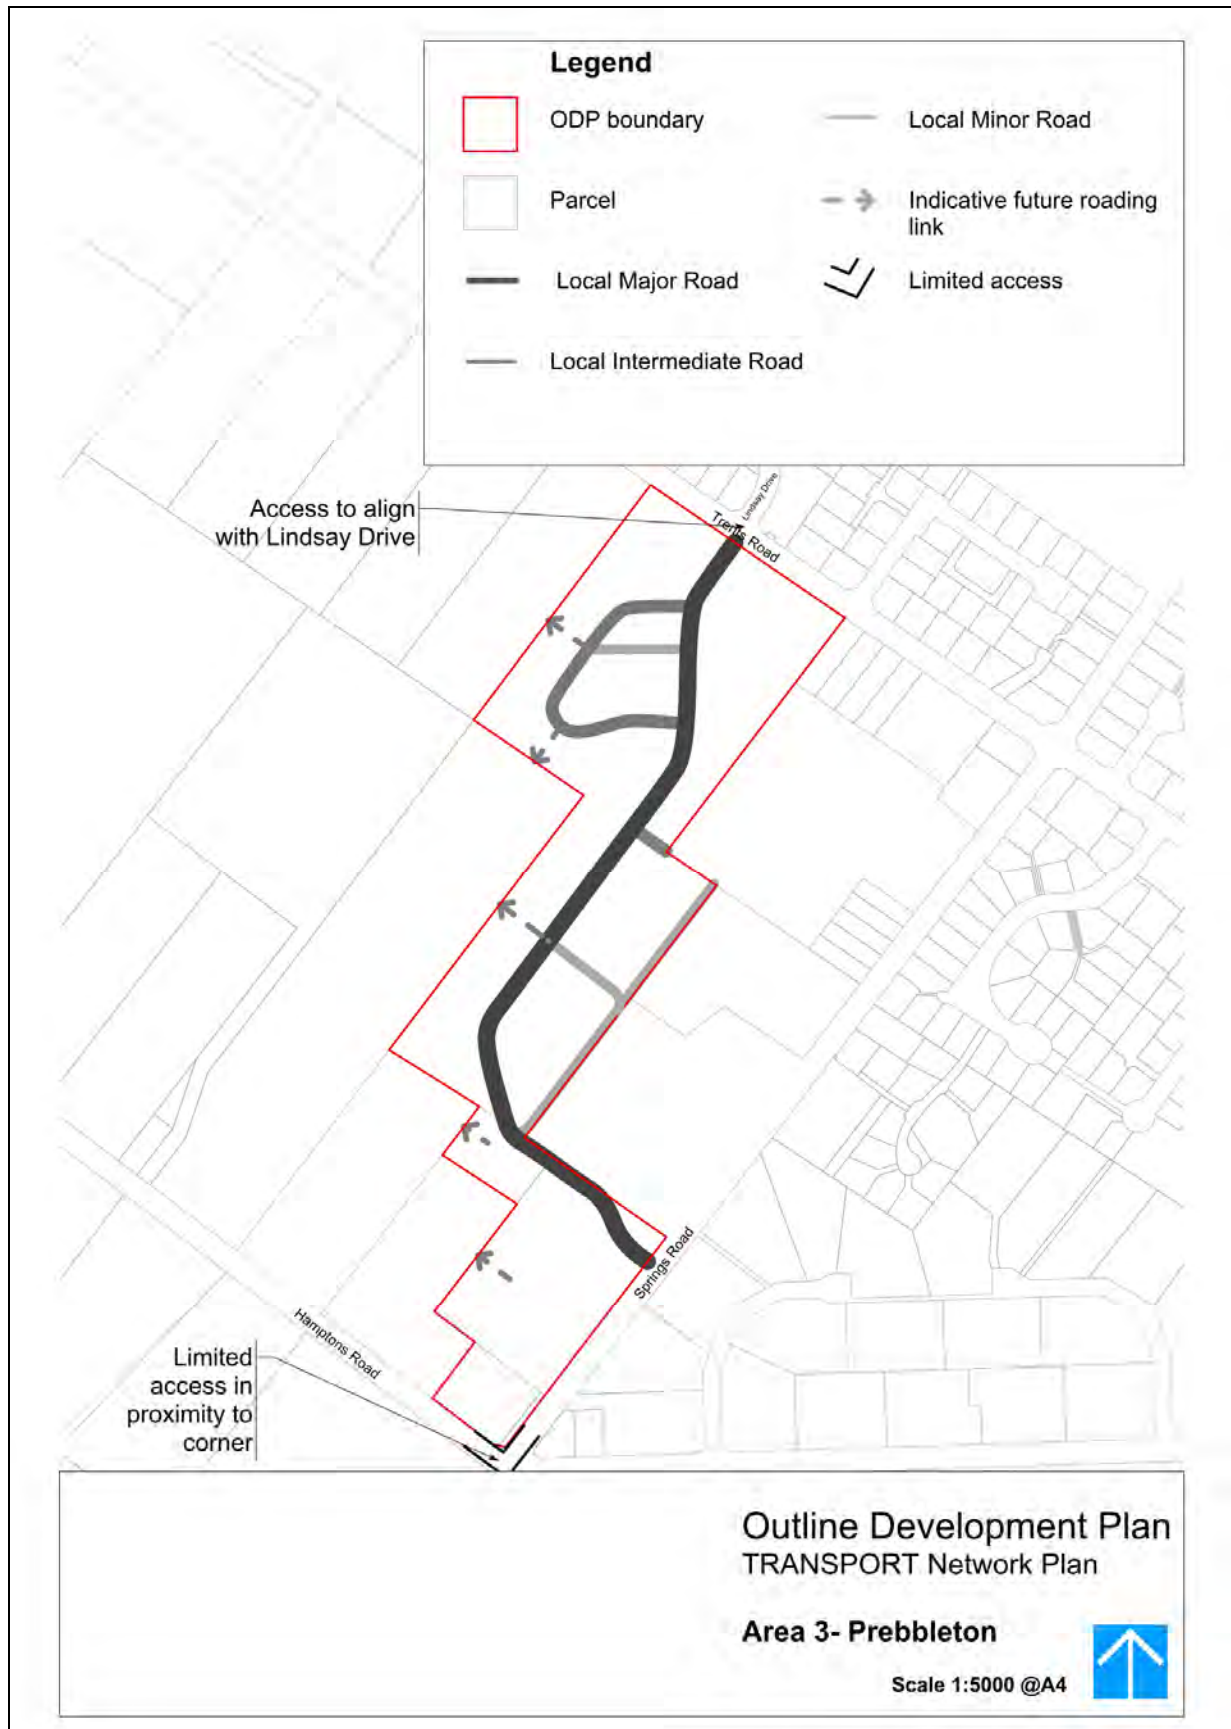 Legend
ODP boundary
Local Minor Road
Parcel
Indicative future roading
link
Local Major Road
Limited access
Local Intermediate Road
Access to align
with Lindsay Drive
Lindsay Drive
Trents Road
Springs Road
Hamptons Road
Limited
access in
proximity to
corner
Outline Development Plan
TRANSPORT Network Plan
Area 3- Prebbleton
Scale 1:5000 @A4